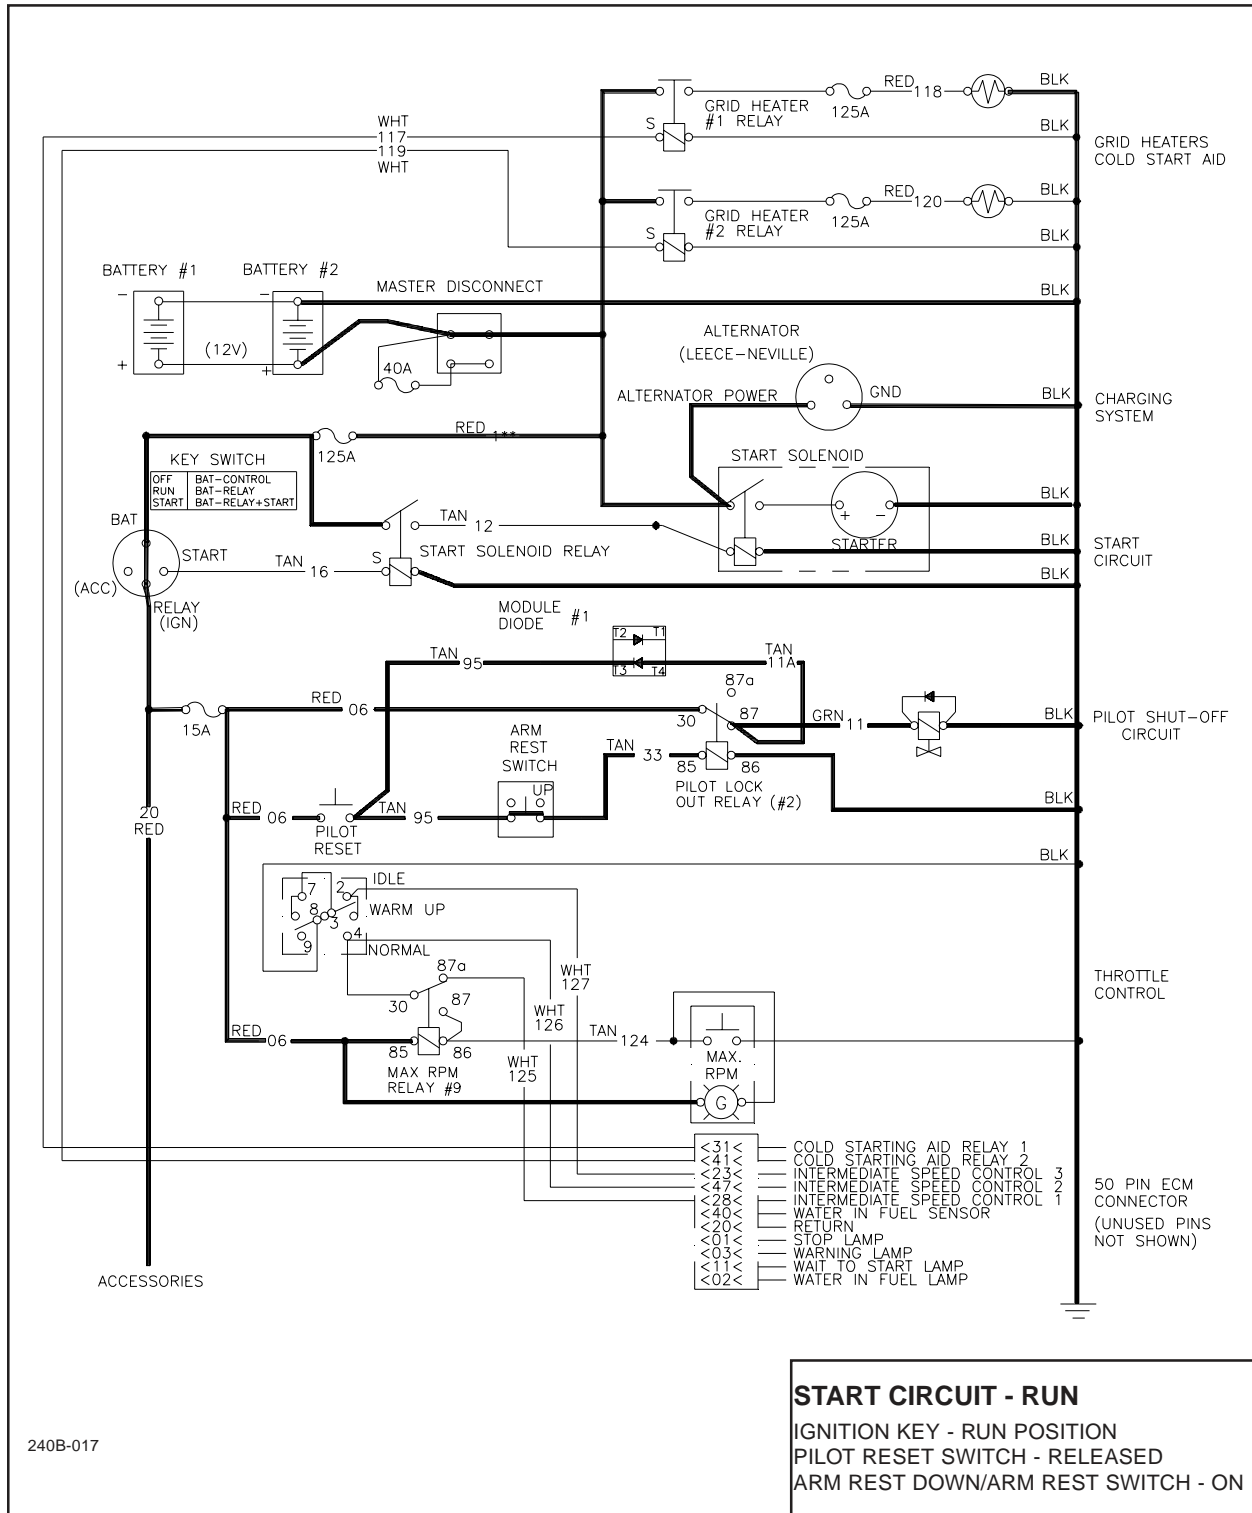 RED 118
BLK
GRID HEATER
#1 RELAY
125A
WHT
117
119
WHT
S
BLK
GRID HEATERS
COLD START AID
RED 120
BLK
GRID HEATER
#2 RELAY
125A
S
BLK
BATTERY #1
BATTERY #2
MASTER DISCONNECT
BLK
-
-
(12V)
+
+
40A
ALTERNATOR
(LEECE-NEVILLE)
ALTERNATOR POWER
GND
BLK
CHARGING
SYSTEM
RED 1**
125A
KEY SWITCH
OFF BAT-CONTROL
RUN BAT-RELAY
START BAT-RELAY+START
START SOLENOID
BLK
+ -
STARTER
BAT
START
TAN 12
START SOLENOID RELAY
BLK
START
CIRCUIT
TAN 16
S
BLK
(ACC)
RELAY
(IGN)
MODULE #1
DIODE
T2 T1
T3 T4
TAN 95
TAN
11A
87a
RED 06
15A
30
87
GRN 11
BLK
PILOT SHUT-OFF
CIRCUIT
ARM
REST
SWITCH
TAN 33
85 86
UP
PILOT LOCK
OUT RELAY (#2)
BLK
20
RED
RED 06
TAN 95
PILOT
RESET
BLK
7 2
IDLE
8 3
WARM UP
9 4
NORMAL
87a
30
87
WHT
127
WHT
126
THROTTLE
CONTROL
RED 06
85 86
TAN 124
MAX RPM
RELAY #9
WHT
125
MAX.
RPM
G
<31< COLD STARTING AID RELAY 1
<41< COLD STARTING AID RELAY 2
<23< INTERMEDIATE SPEED CONTROL 3
<47< INTERMEDIATE SPEED CONTROL 2
<28< INTERMEDIATE SPEED CONTROL 1
<40< WATER IN FUEL SENSOR
<20< RETURN
<01< STOP LAMP
<03< WARNING LAMP
<11< WAIT TO START LAMP
<02< WATER IN FUEL LAMP
50 PIN ECM
CONNECTOR
(UNUSED PINS
NOT SHOWN)
ACCESSORIES
START CIRCUIT - RUN
IGNITION KEY - RUN POSITION
PILOT RESET SWITCH - RELEASED
ARM REST DOWN/ARM REST SWITCH - ON
240B-017